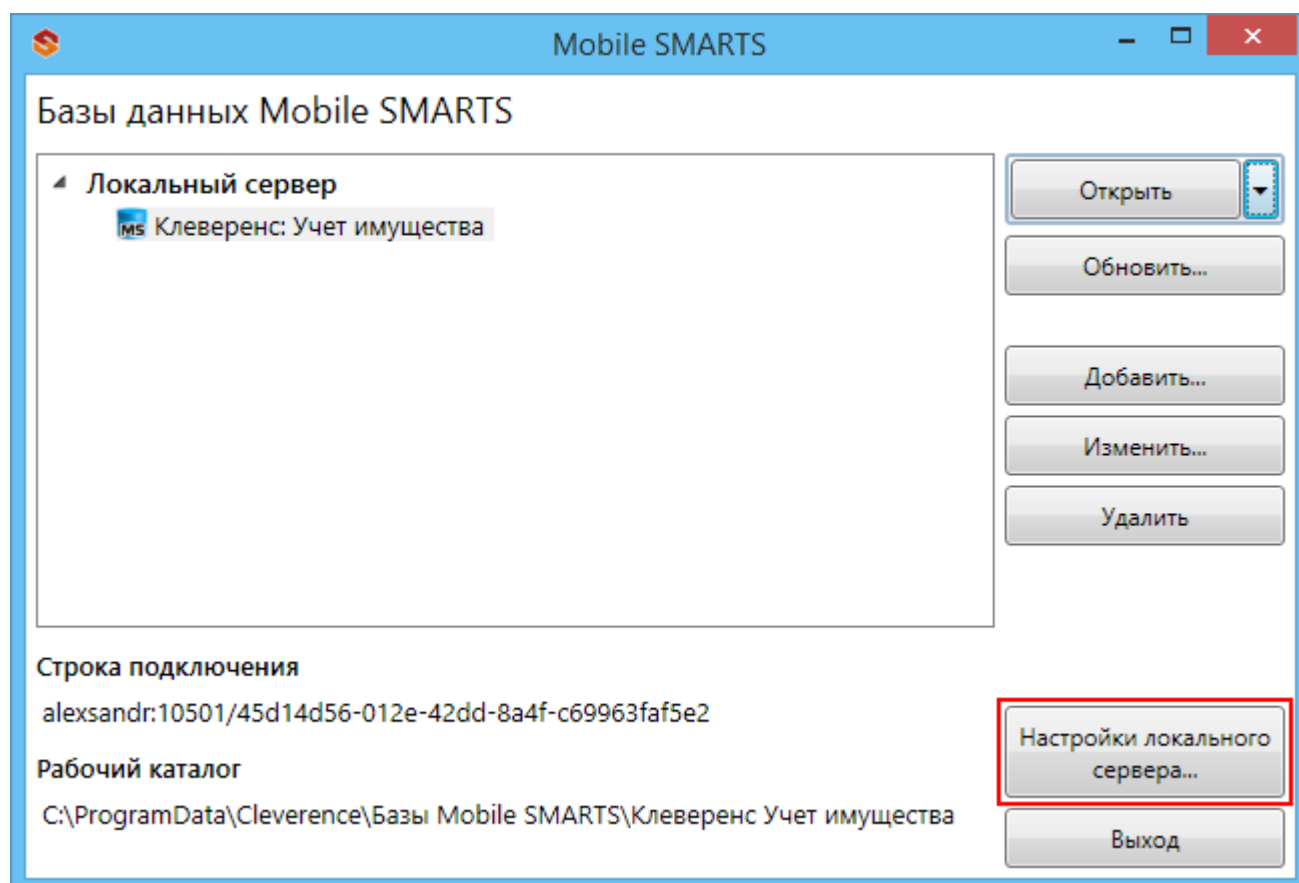 Mobile SMARTS
Базы данных Mobile SMARTS
Локальный сервер
MS Клеверенс: Учет имущества
Открыть
Обновить...
Добавить...
Изменить...
Удалить
Строка подключения
alexsandr:10501/45d14d56-012e-42dd-8a4f-c69963faf5e2
Рабочий каталог
C:\ProgramData\Cleverence\Базы Mobile SMARTS\Клеверенс Учет имущества
Настройки локального
сервера...
Выход